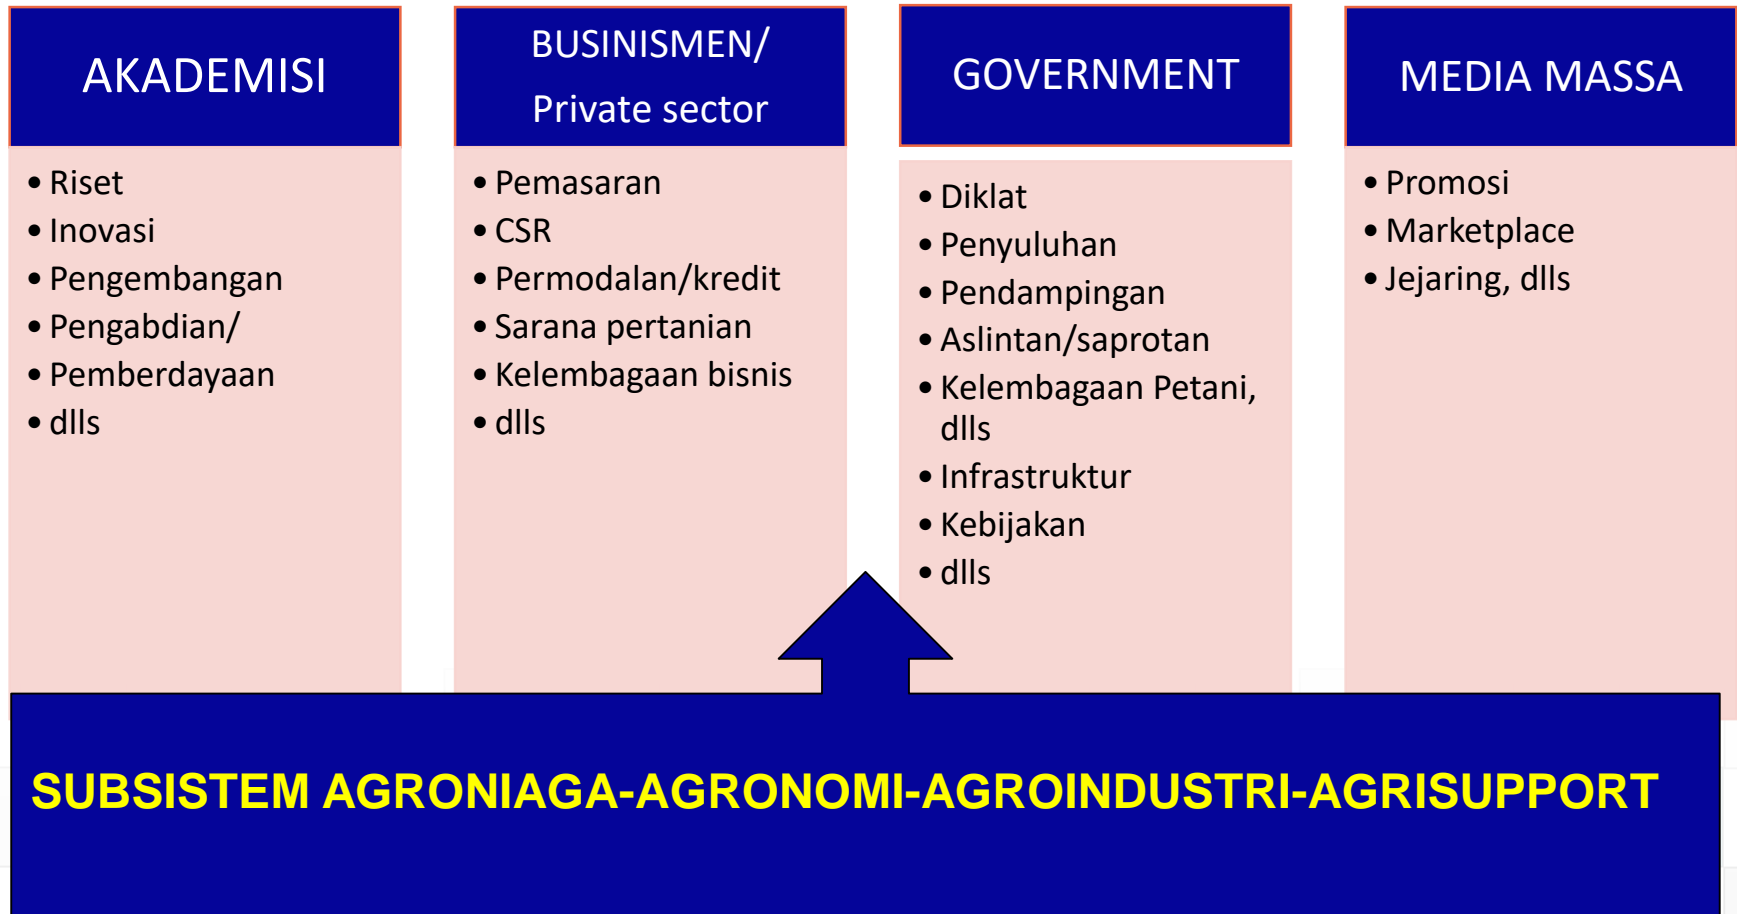 AKADEMISI
• Riset
• Inovasi
• Pengembangan
• Pengabdian/
• Pemberdayaan
• dlls
BUSINISMEN/
Private sector
• Pemasaran
• CSR
• Permodalan/kredit
• Sarana pertanian
• Kelembagaan bisnis
• dlls
GOVERNMENT
• Diklat
• Penyuluhan
• Pendampingan
• Aslintan/saprotan
• Kelembagaan Petani,
dlls
• Infrastruktur
• Kebijakan
• dlls
MEDIA MASSA
• Promosi
• Marketplace
• Jejaring, dlls
SUBSISTEM AGRONIAGA-AGRONOMI-AGROINDUSTRI-AGRISUPPORT